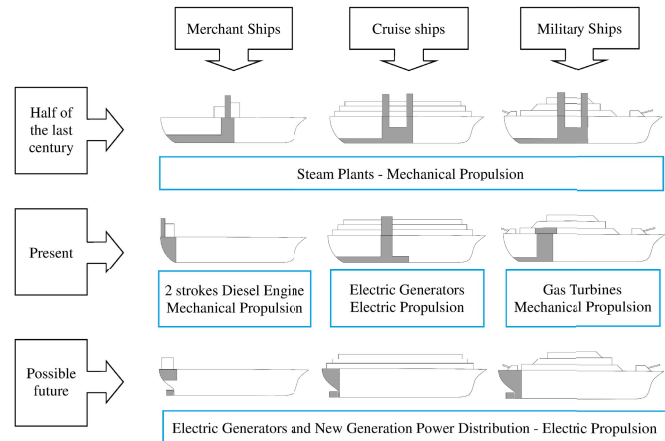 Merchant Ships
Cruise ships
Military Ships
Half of
the last
century
Steam Plants - Mechanical Propulsion
Present
2 strokes Diesel Engine
Mechanical Propulsion
Electric Generators
Electric Propulsion
Gas Turbines
Mechanical Propulsion
Possible
future
Electric Generators and New Generation Power Distribution - Electric Propulsion